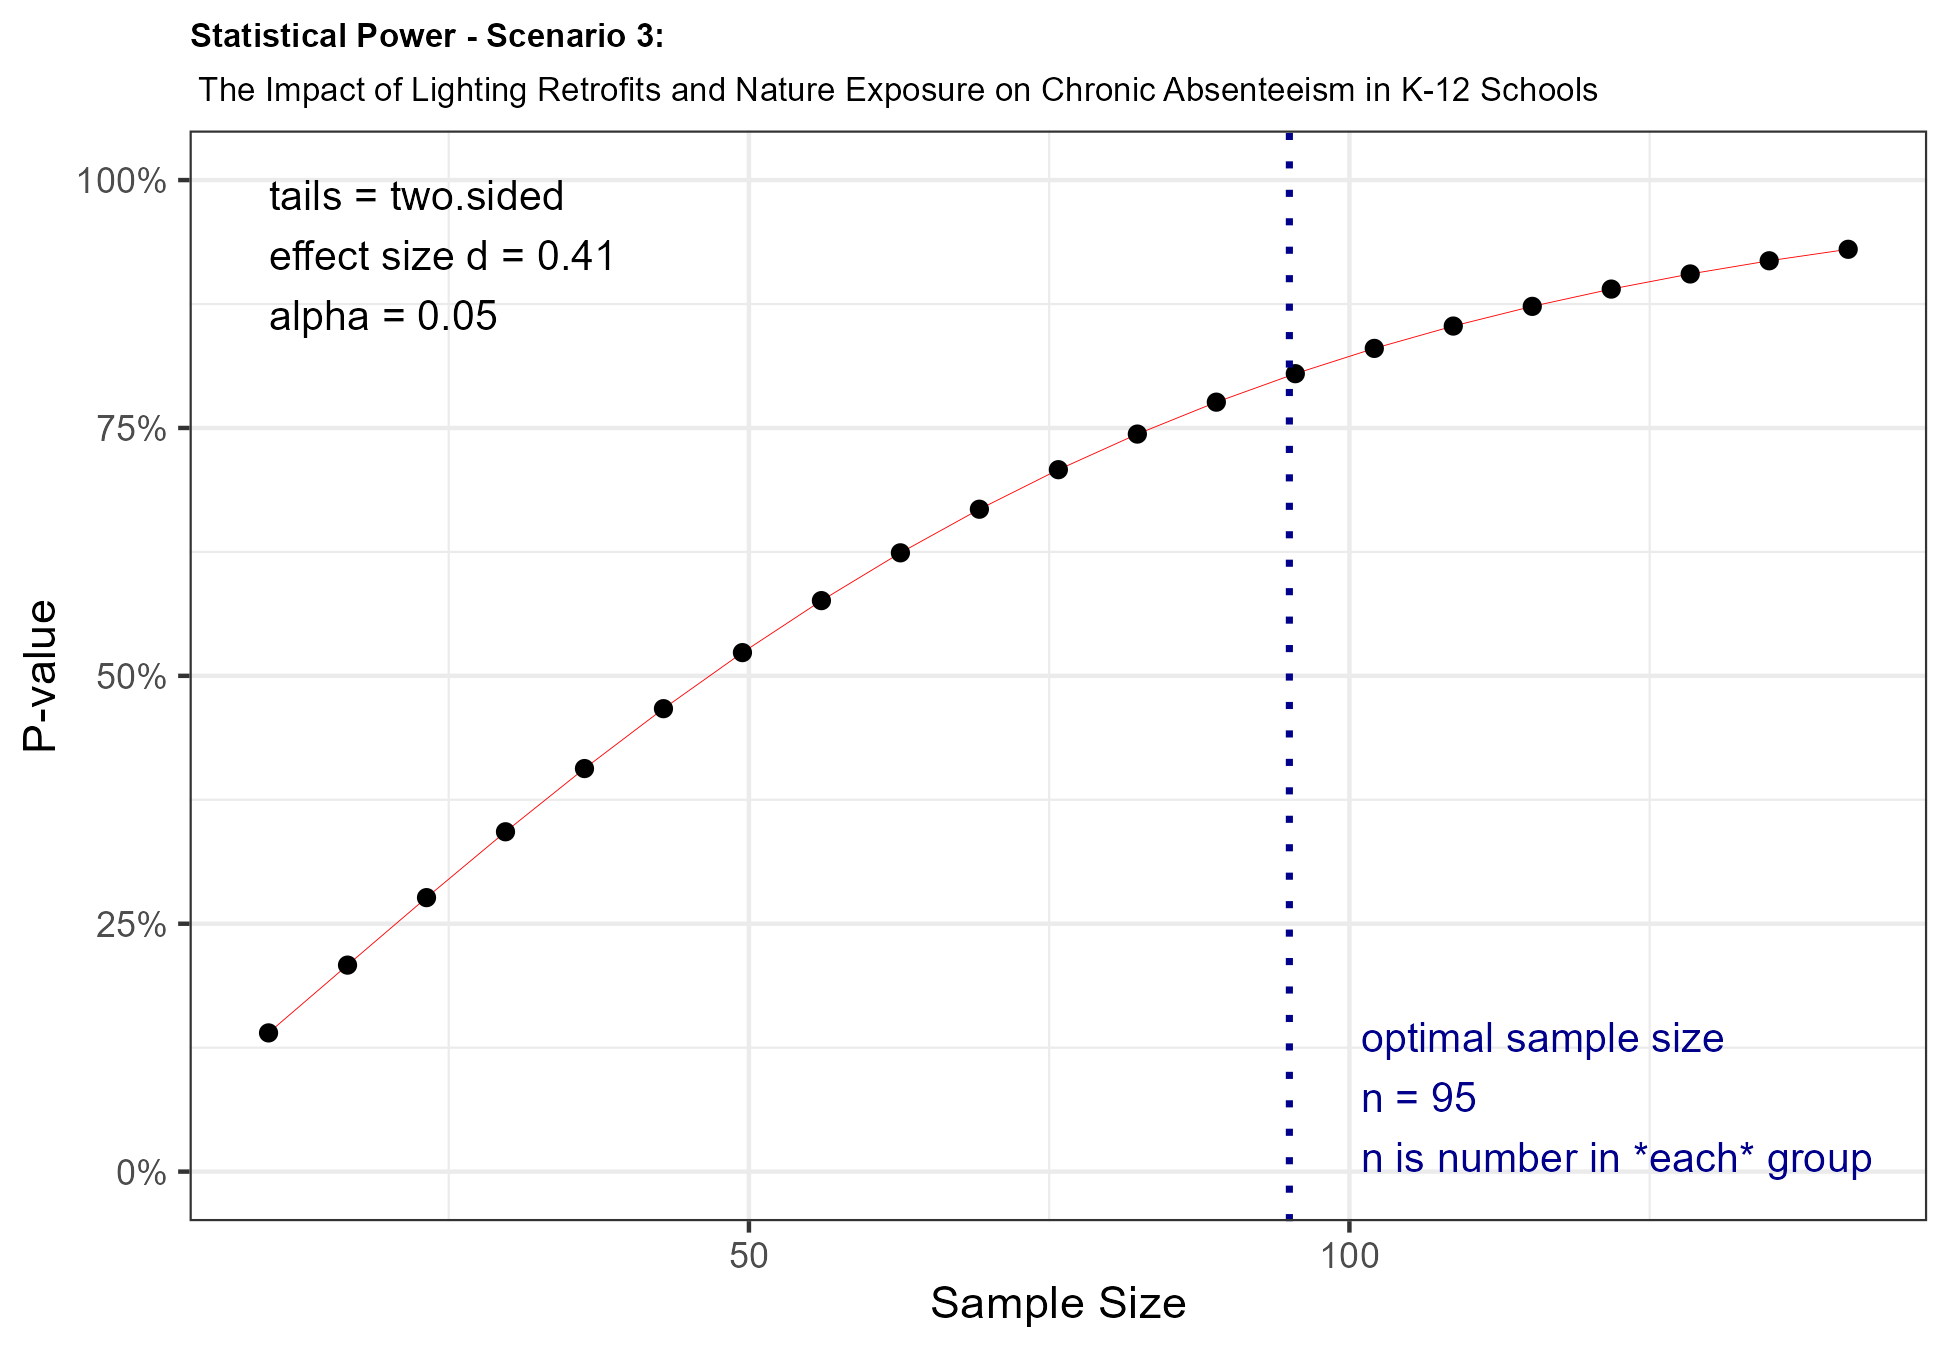 Statistical Power - Scenario 3:
The Impact of Lighting Retrofits and Nature Exposure on Chronic Absenteeism in K-12 Schools
100%
tails = two.sided
effect size d = 0.41
alpha = 0.05
75%
P-value
50%
25%
optimal sample size
n = 95
n is number in *each* group
0%
50
100
Sample Size